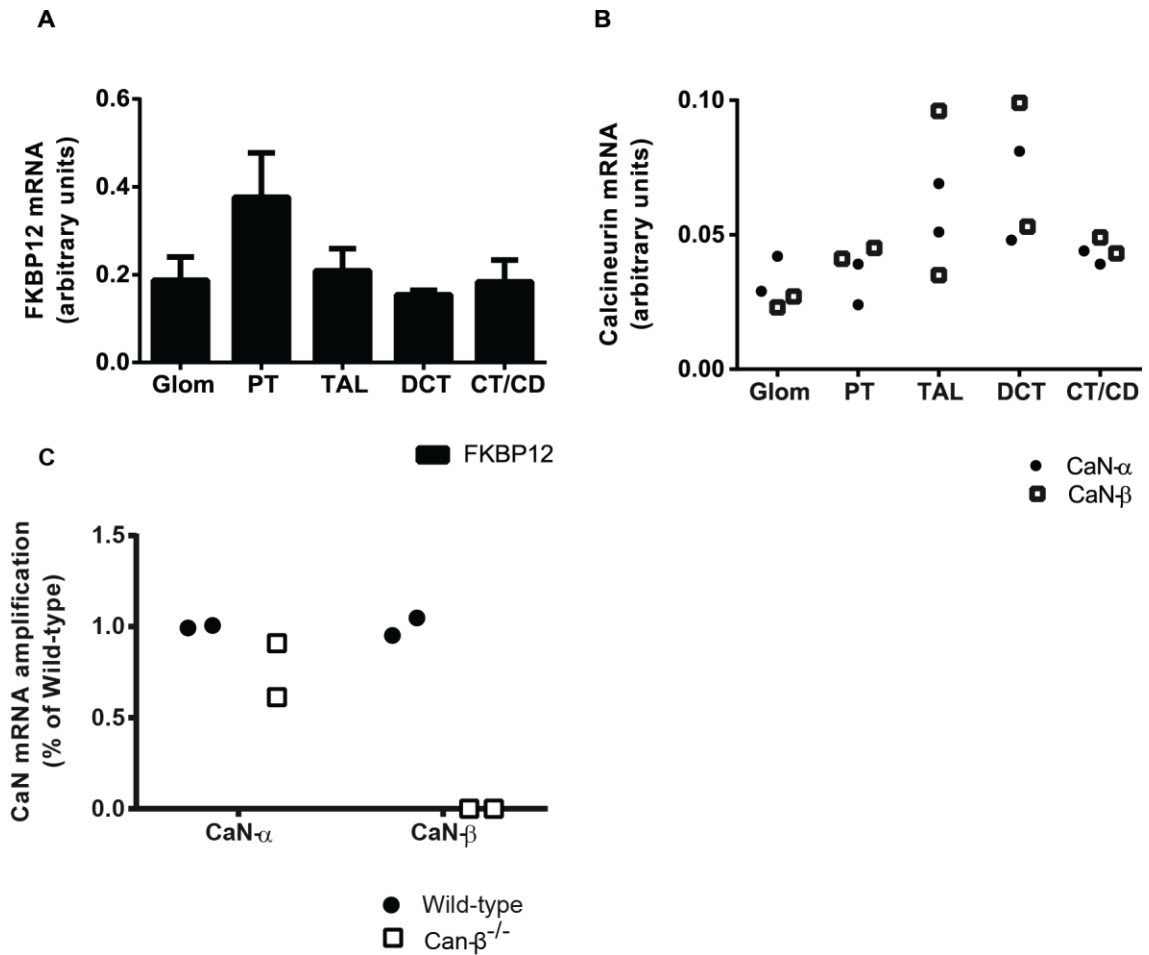 A
FKBP12 mRNA
(arbitrary units)
0.6
0.4
0.2
0.0
Glom PT TAL DCT CT/CD
FKBP12
B
Calcineurin mRNA
(arbitrary units)
0.10
0.05
0.00
Glom PT TAL DCT CT/CD
CaN-α
CaN-β
C
CaN mRNA amplification
(% of Wild-type)
1.5
1.0
0.5
0.0
CaN-α CaN-β
Wild-type
Can-β-/-